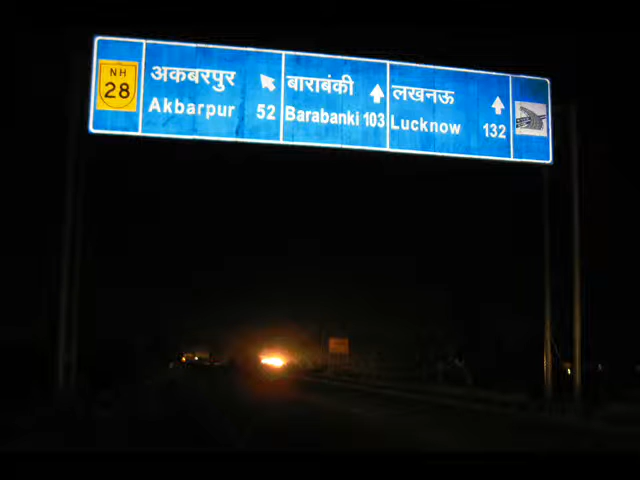 NH
28
अकबरपुर
Akbarpur 52
बाराबंकी
Barabanki 103
लखनऊ
Lucknow 132